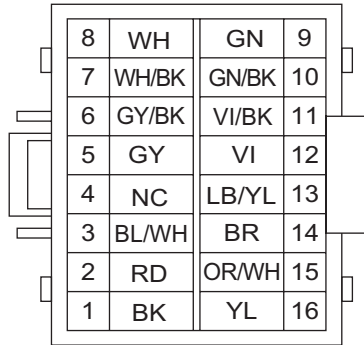 8 WH GN 9
7 WH/BK GN/BK 10
6 GY/BK VI/BK 11
5 GY VI 12
4 NC LB/YL 13
3 BL/WH BR 14
2 RD OR/WH 15
1 BK YL 16